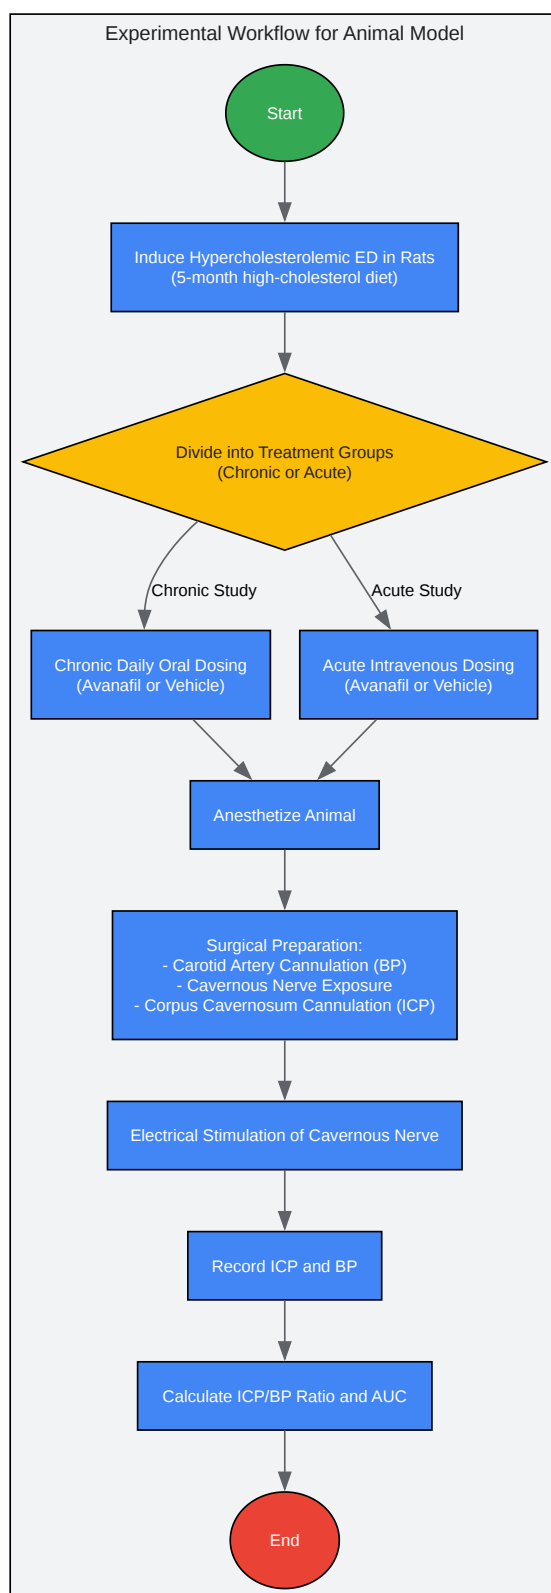 Experimental Workflow for Animal Model
Start
Induce Hypercholesterolemic ED in Rats
(5-month high-cholesterol diet)
Divide into Treatment Groups
(Chronic or Acute)
Chronic Study
Acute Study
Chronic Daily Oral Dosing
(Avanafil or Vehicle)
Acute Intravenous Dosing
(Avanafil or Vehicle)
Anesthetize Animal
Surgical Preparation:
- Carotid Artery Cannulation (BP)
- Cavernous Nerve Exposure
- Corpus Cavernosum Cannulation (ICP)
Electrical Stimulation of Cavernous Nerve
Record ICP and BP
Calculate ICP/BP Ratio and AUC
End